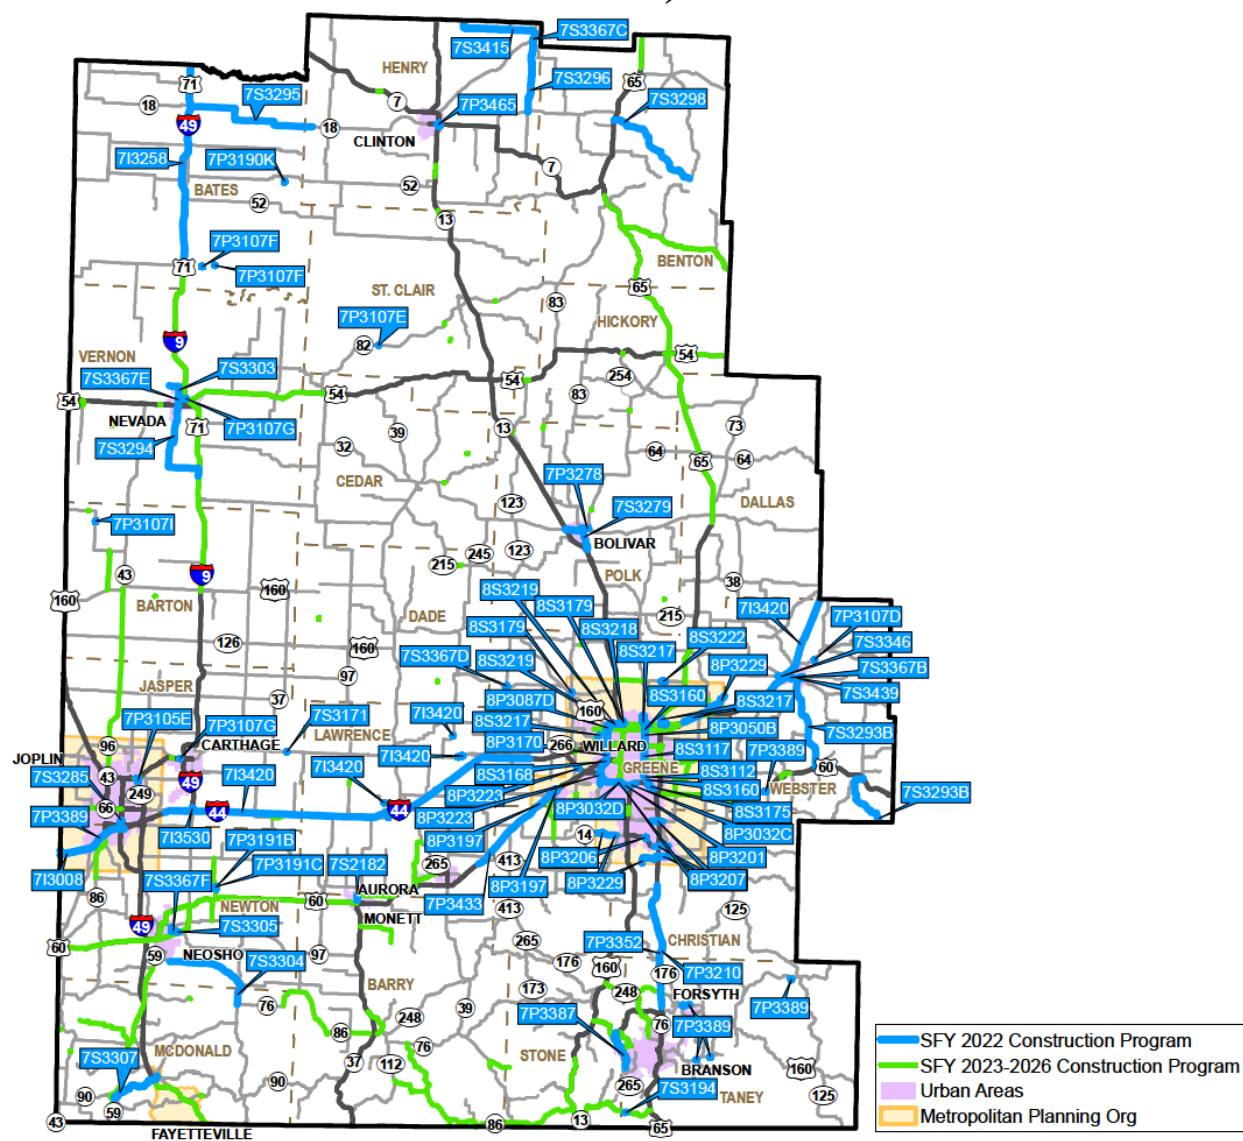 7S3367C
7S3415
HENRY
65
71
7S3296
7
7S3295
7S3298
18
7P3465
49
18
CLINTON
7I3258
7P3190K
7
52
BATES
52
13
7P3107F
BENTON
71
7P3107F
65
ST. CLAIR
83
7P3107E
HICKORY
9
82
VERNON
54
7S3303
7S3367E
254
54
54
83
54
NEVADA
71
7P3107G
13
39
73
7S3294
32
64
64
65
7P3278
CEDAR
123
DALLAS
7S3279
7P3107I
BOLIVAR
245
123
215
43
9
POLK
38
160
160
8S3219
BARTON
8S3179
7I3420
7P3107D
DADE
215
8S3179
8S3218
8S3222
126
7S3346
160
8S3217
7S3367D
8S3219
8P3229
7S3367B
97
JASPER
8S3160
7S3439
37
8P3087D
8S3217
7P3105E
7P3107G
7S3171
7I3420
160
8S3217
8P3050B
7S3293B
LAWRENCE
96
CARTHAGE
8P3170
266
WILLARD
7P3389
JOPLIN
7I3420
8S3117
7S3285
43
7I3420
7I3420
GREENE
60
49
8S3168
8S3112
249
8P3223
8S3160
WEBSTER
7S3293B
66
44
44
8P3032D
7P3389
8P3223
8S3175
7I3530
7P3191B
8P3197
14
8P3032C
7P3191C
7S2182
265
413
8P3206
8P3201
7I3008
7S3367F
8P3197
8P3229
8P3207
86
AURORA
7P3433
NEWTON
60
413
125
49
MONETT
7S3305
60
265
7P3352
CHRISTIAN
59
NEOSHO
97
7S3304
176
160
176
7P3210
BARRY
173
FORSYTH
7P3389
76
39
248
7P3387
248
86
76
7P3389
76
7S3307
MCDONALD
37
112
STONE
BRANSON
160
SFY 2022 Construction Program
SFY 2023-2026 Construction Program
90
90
265
7S3194
TANEY
125
Urban Areas
59
Metropolitan Planning Org
43
FAYETTEVILLE
86
13
65